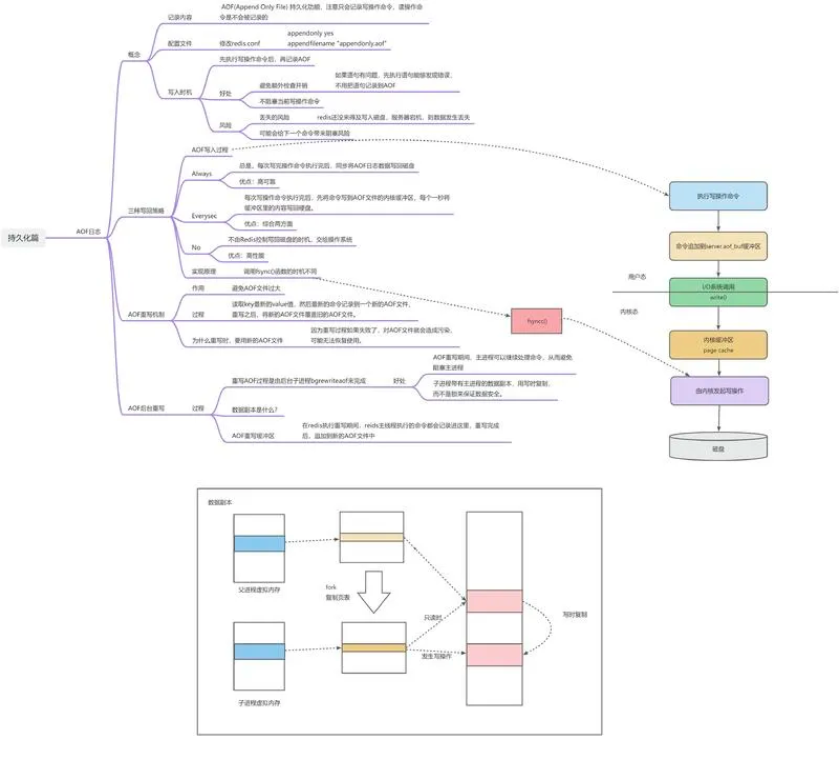 持久化篇
AOF日志
概念
记录内容
AOF(Append Only File) 持久化功能，注意只会记录写操作命令，读操作命
令是不会被记录的
配置文件
修改redis.conf
appendonly yes
appendfilename "appendonly.aof"
写入时机
先执行写操作命令后，再记录AOF
好处
避免额外检查开销
如果语句有问题，先执行语句能够发现错误，
不用把语句记录到AOF
不阻塞当前写操作命令
风险
丢失的风险
redis还没来得及写入磁盘，服务器宕机，则数据发生丢失
可能会给下一个命令带来阻塞风险
三种写回策略
AOF写入过程
Always
总是，每次写完操作命令执行完后，同步将AOF日志数据写回磁盘
优点：高可靠
Everysec
每次写操作命令执行完后，先将命令写到AOF文件的内核缓冲区，每个一秒将
缓冲区里的内容写回硬盘。
优点：综合两方面
No
不由Redis控制写回磁盘的时机，交给操作系统
优点：高性能
实现原理
调用fsync()函数的时机不同
AOF重写机制
作用
避免AOF文件过大
过程
读取key最新的value值，然后最新的命令记录到一个新的AOF文件，
重写之后，将新的AOF文件覆盖旧的AOF文件。
为什么重写时，要用新的AOF文件
因为重写过程如果失败了，对AOF文件就会造成污染，
可能无法恢复使用。
AOF后台重写
过程
重写AOF过程是由后台子进程bgrewriteaof来完成
好处
AOF重写期间，主进程可以继续处理命令，从而避免
阻塞主进程
子进程带有主进程的数据副本，用写时复制，
而不是锁来保证数据安全。
数据副本是什么？
AOF重写缓冲区
在redis执行重写期间，reids主线程执行的命令都会记录进这里，重写完成
后，追加到新的AOF文件中
执行写操作命令
命令追加到server.aof_buf缓冲区
用户态
I/O系统调用
write()
内核态
fsync()
内核缓冲区
page cache
由内核发起写操作
磁盘
数据副本
父进程虚拟内存
fork
复制页表
只读时
写时复制
发生写操作
子进程虚拟内存